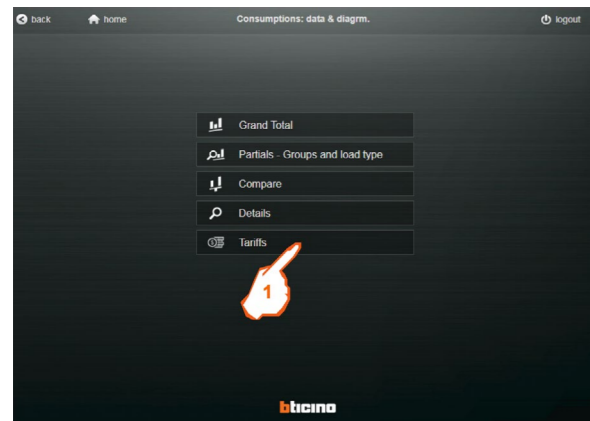 back home Consumptions: data & diagrm. logout
Grand Total
Partials - Groups and load type
Compare
Details
Tariffs
1
bticino